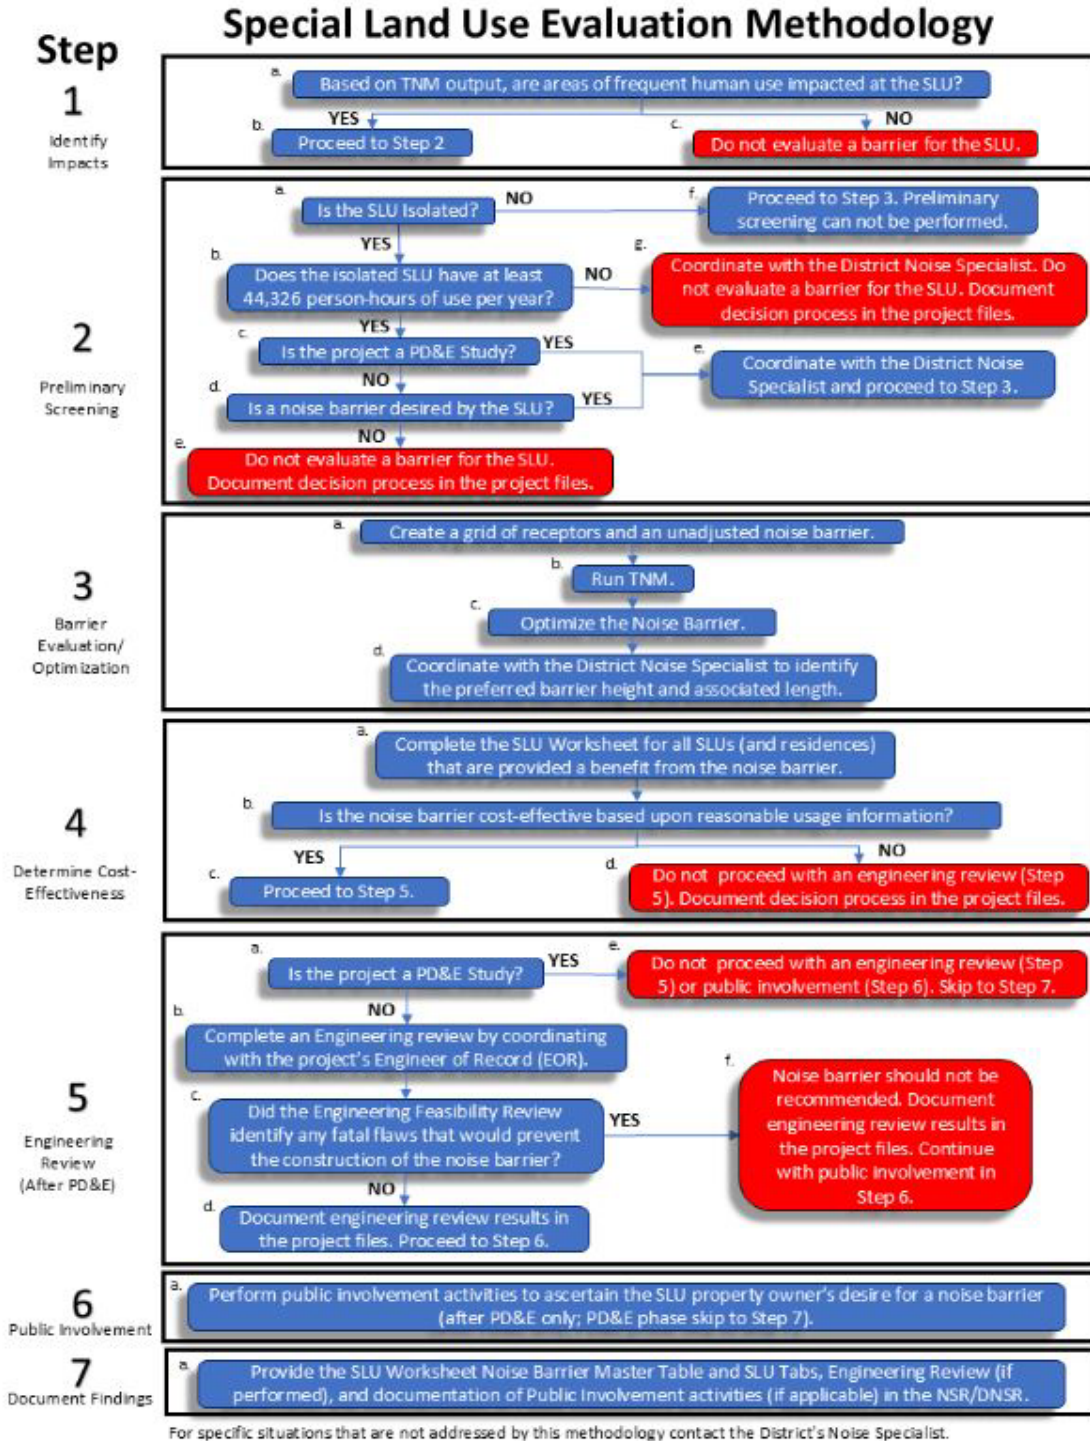 Special Land Use Evaluation Methodology
Step
1
Identify
Impacts
a.
Based on TNM output, are areas of frequent human use impacted at the SLU?
YES
NO
b.
Proceed to Step 2
c.
Do not evaluate a barrier for the SLU.
2
Preliminary
Screening
a.
Is the SLU Isolated?
NO
f.
Proceed to Step 3. Preliminary
screening can not be performed.
YES
b.
Does the isolated SLU have at least
44,326 person-hours of use per year?
NO
g.
Coordinate with the District Noise Specialist. Do
not evaluate a barrier for the SLU. Document
decision process in the project files.
YES
c.
Is the project a PD&E Study?
YES
e.
Coordinate with the District Noise
Specialist and proceed to Step 3.
NO
d.
Is a noise barrier desired by the SLU?
YES
NO
e.
Do not evaluate a barrier for the SLU.
Document decision process in the project files.
3
Barrier
Evaluation/
Optimization
a.
Create a grid of receptors and an unadjusted noise barrier.
b.
Run TNM.
c.
Optimize the Noise Barrier.
d.
Coordinate with the District Noise Specialist to identify
the preferred barrier height and associated length.
4
Determine Cost-
Effectiveness
a.
Complete the SLU Worksheet for all SLUs (and residences)
that are provided a benefit from the noise barrier.
b.
Is the noise barrier cost-effective based upon reasonable usage information?
YES
NO
c.
Proceed to Step 5.
d.
Do not proceed with an engineering review (Step
5). Document decision process in the project files.
5
Engineering
Review
(After PD&E)
a.
Is the project a PD&E Study?
YES
e.
Do not proceed with an engineering review (Step
5) or public involvement (Step 6). Skip to Step 7.
NO
b.
Complete an Engineering review by coordinating
with the project's Engineer of Record (EOR).
c.
Did the Engineering Feasibility Review
identify any fatal flaws that would prevent
the construction of the noise barrier?
YES
f.
Noise barrier should not be
recommended. Document
engineering review results in
the project files. Continue
with public involvement in
Step 6.
NO
d.
Document engineering review results in
the project files. Proceed to Step 6.
6
Public Involvement
a.
Perform public involvement activities to ascertain the SLU property owner's desire for a noise barrier
(after PD&E only; PD&E phase skip to Step 7).
7
Document Findings
a.
Provide the SLU Worksheet Noise Barrier Master Table and SLU Tabs, Engineering Review (if
performed), and documentation of Public Involvement activities (if applicable) in the NSR/DNSR.
For specific situations that are not addressed by this methodology contact the District's Noise Specialist.